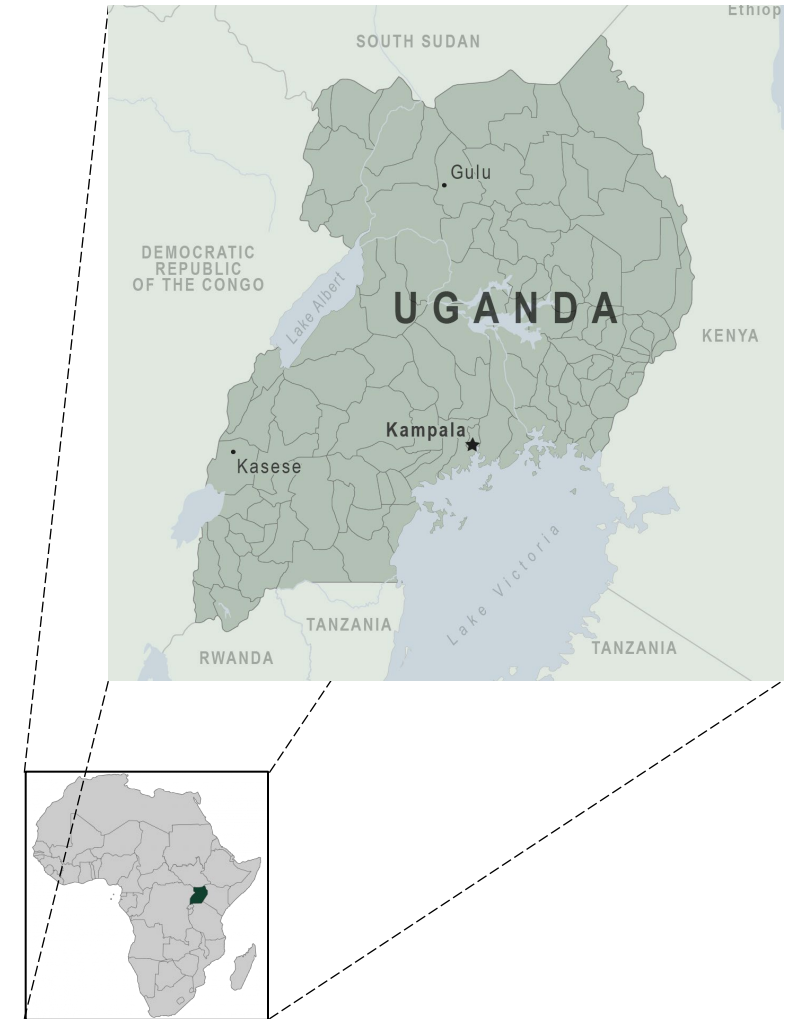 Ethiop
SOUTH SUDAN
Gulu
DEMOCRATIC
REPUBLIC
OF THE CONGO
Lake Albert
UGANDA
KENYA
Kampala
Kasese
Lake Victoria
TANZANIA
TANZANIA
RWANDA